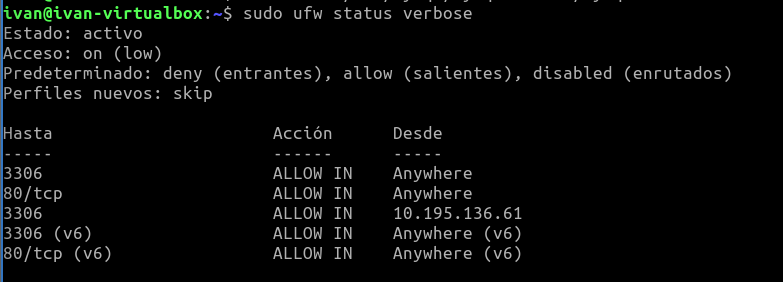 ivan@ivan-virtualbox:~$ sudo ufw status verbose
Estado: activo
Acceso: on (low)
Predeterminado: deny (entrantes), allow (salientes), disabled (enrutados)
Perfiles nuevos: skip
Hasta Acción Desde
----- ------ -----
3306 ALLOW IN Anywhere
80/tcp ALLOW IN Anywhere
3306 ALLOW IN 10.195.136.61
3306 (v6) ALLOW IN Anywhere (v6)
80/tcp (v6) ALLOW IN Anywhere (v6)